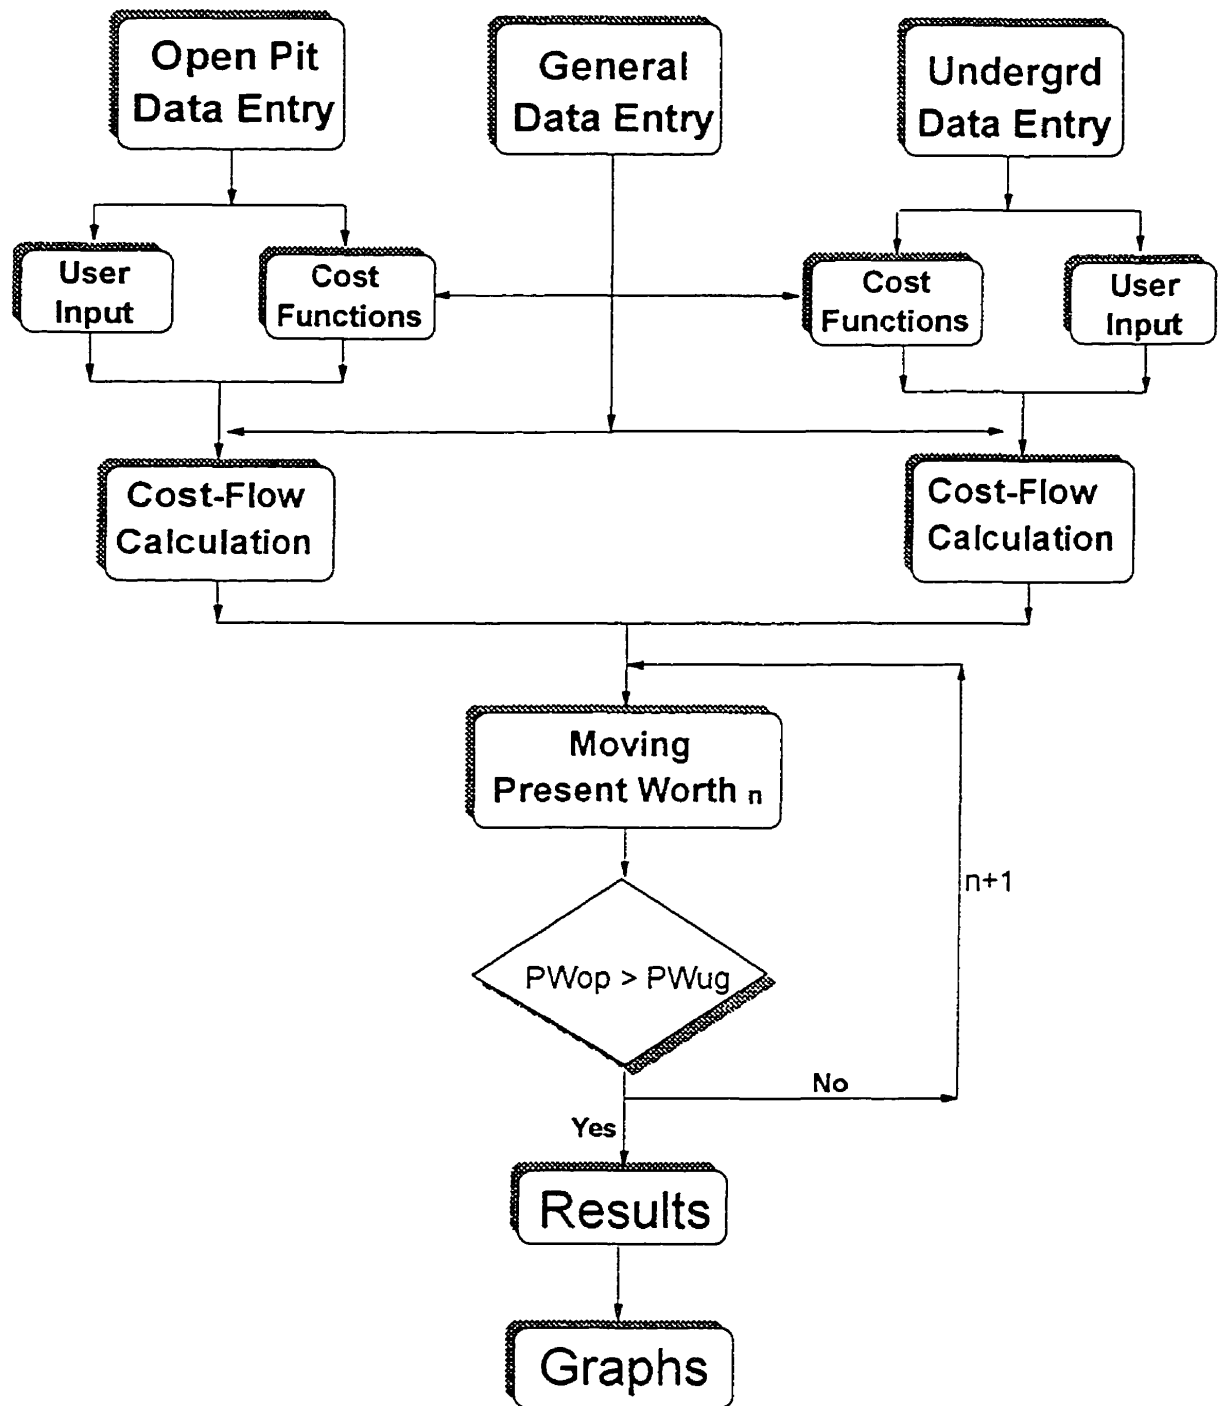 Open Pit
Data Entry
General
Data Entry
Undergrd
Data Entry
User
Input
Cost
Functions
Cost
Functions
User
Input
Cost-Flow
Calculation
Cost-Flow
Calculation
Moving
Present Worth n
n+1
PWop > PWug
No
Yes
Results
Graphs